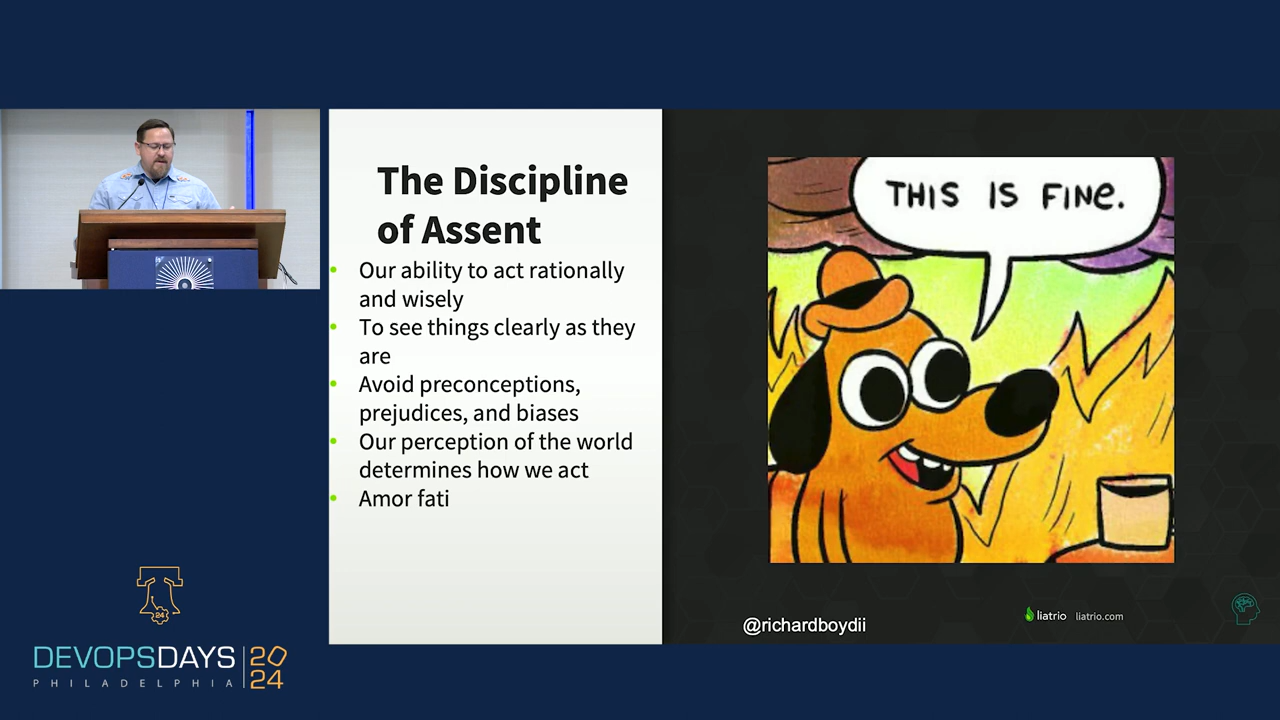 The Discipline
of Assent
• Our ability to act rationally
and wisely
• To see things clearly as they
are
• Avoid preconceptions,
prejudices, and biases
• Our perception of the world
determines how we act
• Amor fati
THIS IS FINE.
@richardboydii
liatrio liatrio.com
24
DEVOPSDAYS
PHILADELPHIA
20
24